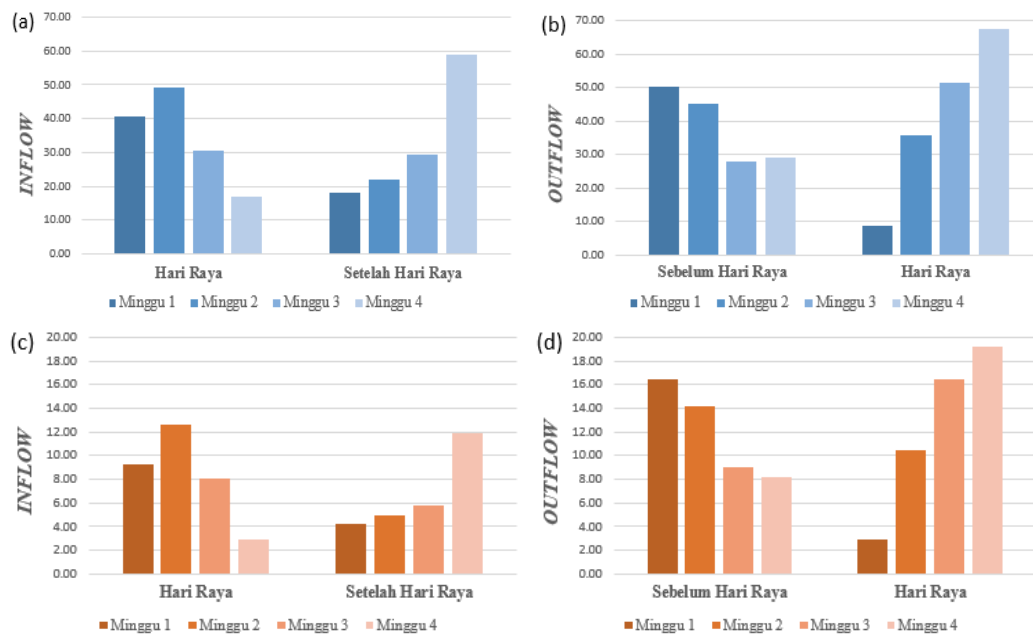 (a)
70.00
60.00
50.00
40.00
30.00
20.00
10.00
0.00
INFLOW
Hari Raya Setelah Hari Raya
Minggu 1 Minggu 2 Minggu 3 Minggu 4
(b)
70.00
60.00
50.00
40.00
30.00
20.00
10.00
0.00
OUTFLOW
Sebelum Hari Raya Hari Raya
Minggu 1 Minggu 2 Minggu 3 Minggu 4
(c)
20.00
18.00
16.00
14.00
12.00
10.00
8.00
6.00
4.00
2.00
0.00
INFLOW
Hari Raya Setelah Hari Raya
Minggu 1 Minggu 2 Minggu 3 Minggu 4
(d)
20.00
18.00
16.00
14.00
12.00
10.00
8.00
6.00
4.00
2.00
0.00
OUTFLOW
Sebelum Hari Raya Hari Raya
Minggu 1 Minggu 2 Minggu 3 Minggu 4